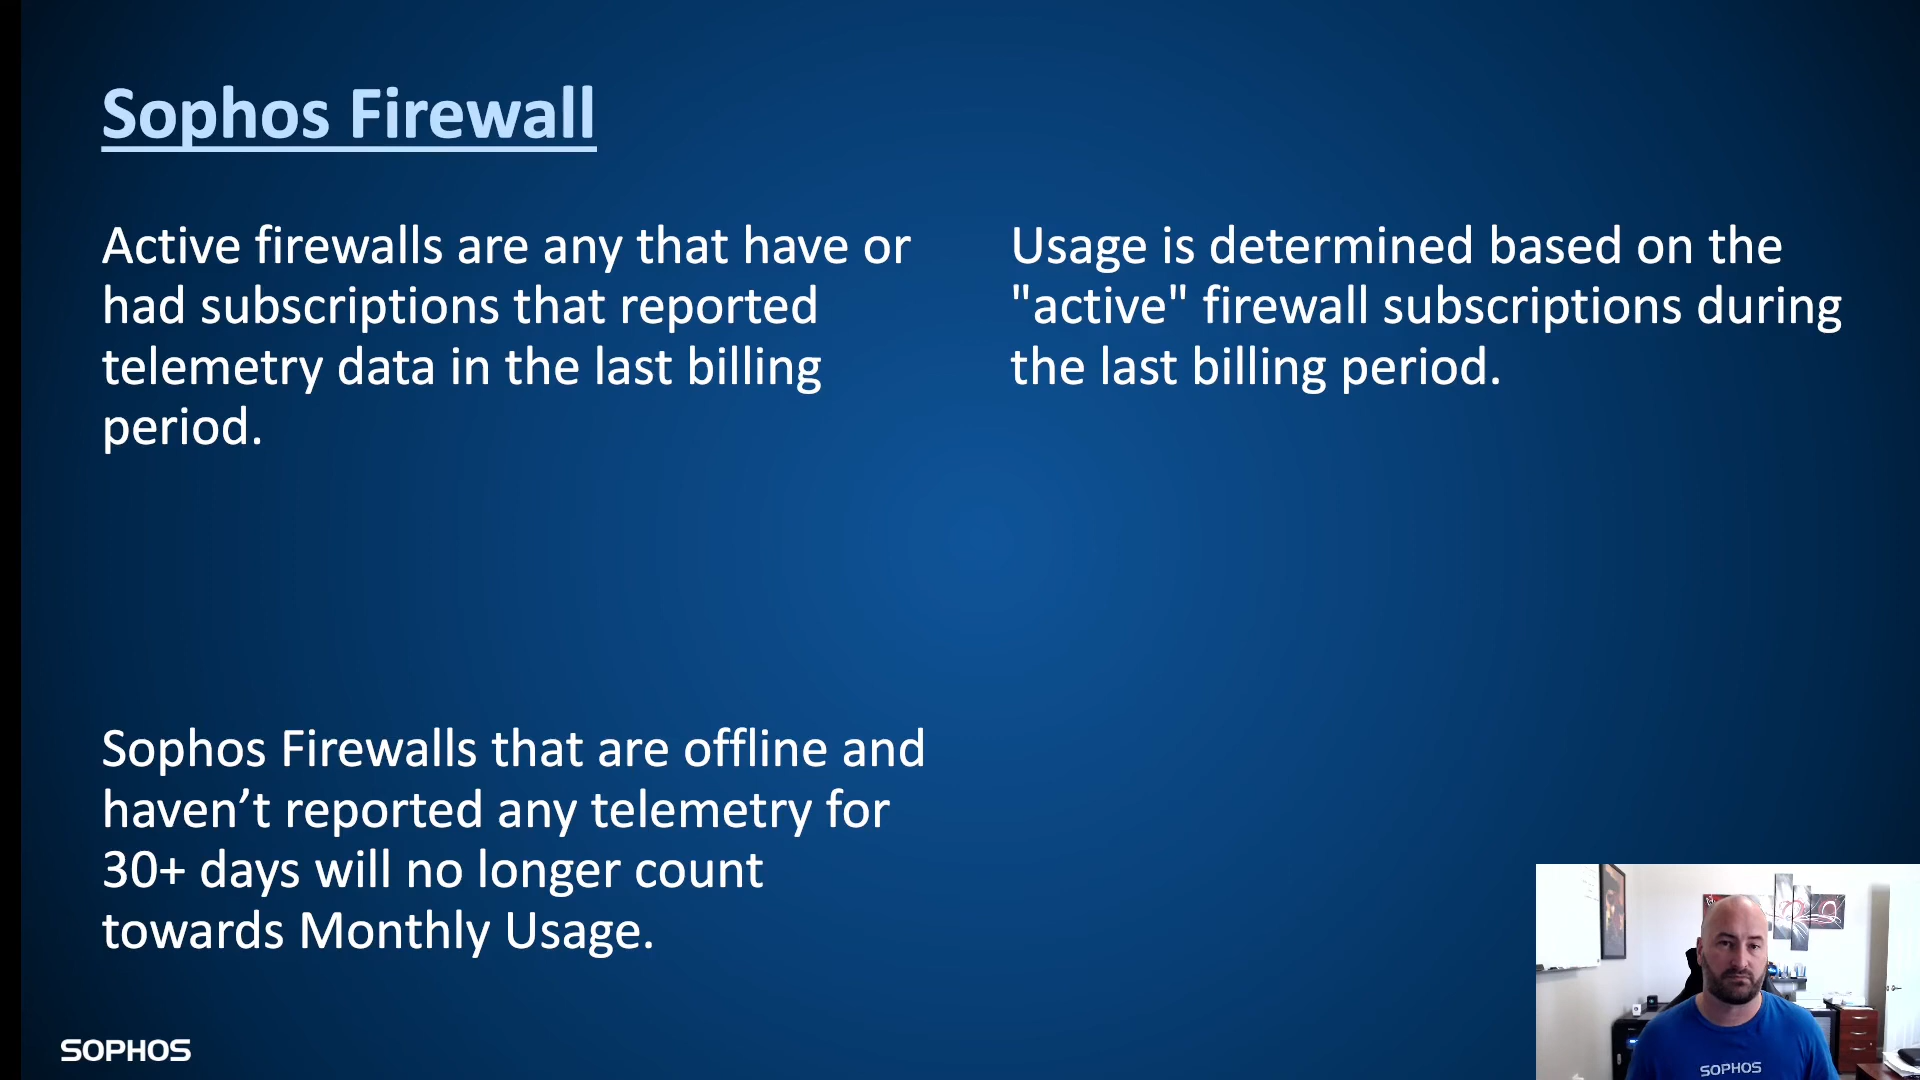 Sophos Firewall
Active firewalls are any that have or
had subscriptions that reported
telemetry data in the last billing
period.
Usage is determined based on the
"active" firewall subscriptions during
the last billing period.
Sophos Firewalls that are offline and
haven’t reported any telemetry for
30+ days will no longer count
towards Monthly Usage.
SOPHOS
SOPHOS